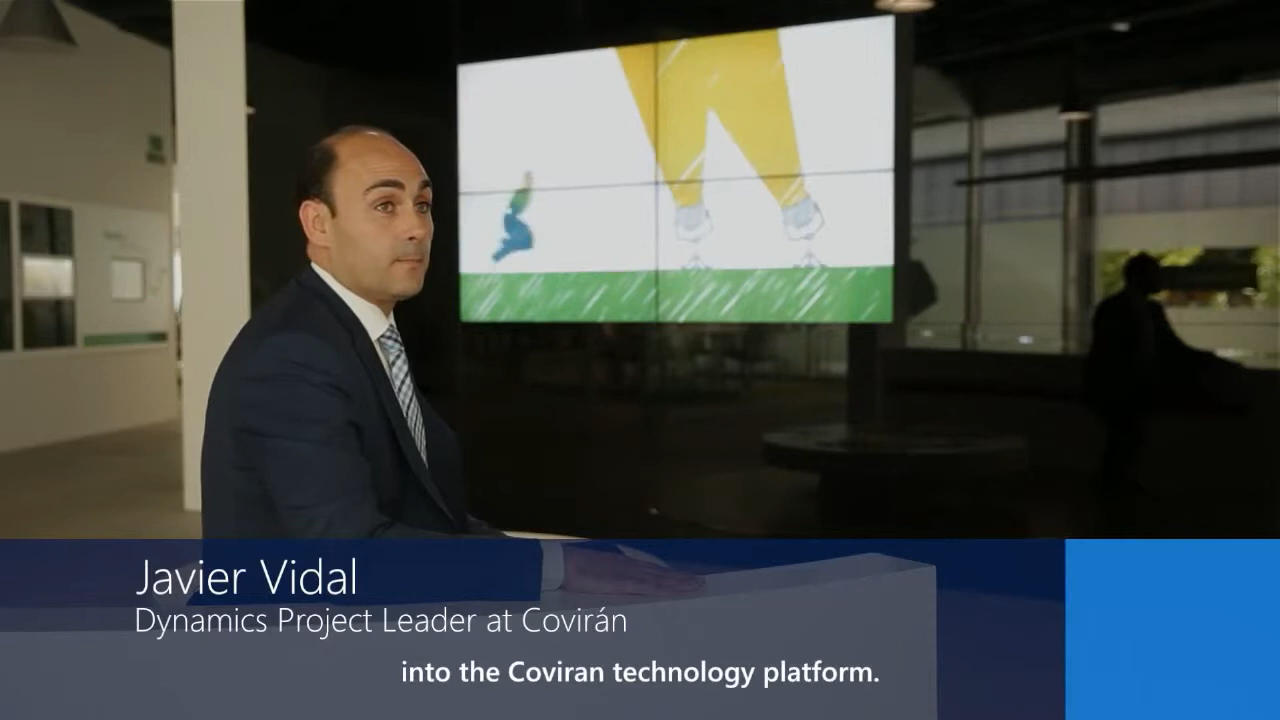 Javier Vidal
Dynamics Project Leader at Covirán
into the Coviran technology platform.